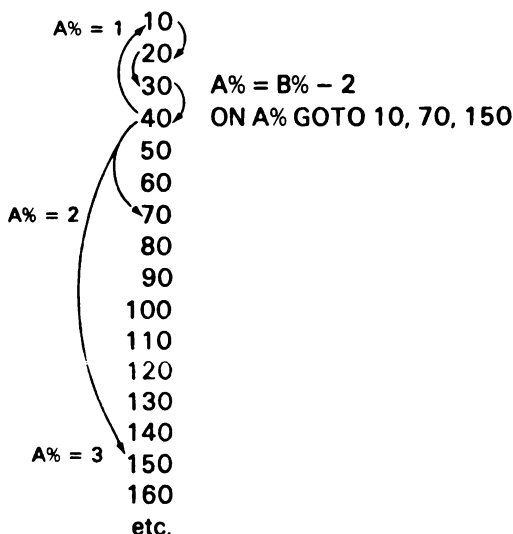 A% = 1 10
20
30 A% = B% – 2
40 ON A% GOTO 10, 70, 150
50
60
A% = 2 70
80
90
100
110
120
130
140
A% = 3 150
160
etc.